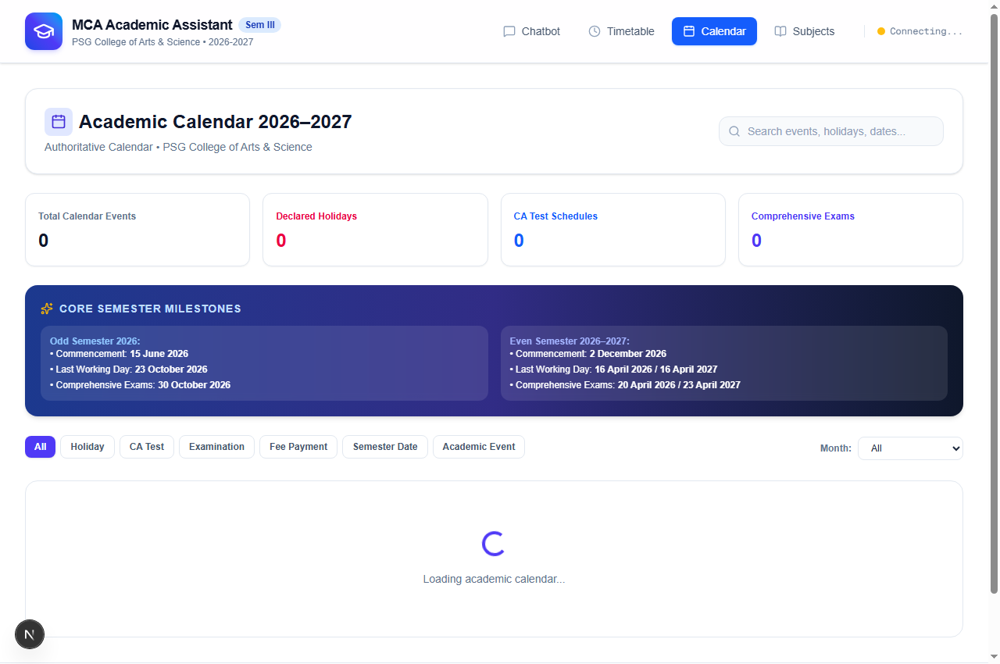 MCA Academic Assistant Sem III
PSG College of Arts & Science • 2026-2027
Chatbot
Timetable
Calendar
Subjects
Connecting...
Academic Calendar 2026–2027
Authoritative Calendar • PSG College of Arts & Science
Search events, holidays, dates...
Total Calendar Events
0
Declared Holidays
0
CA Test Schedules
0
Comprehensive Exams
0
CORE SEMESTER MILESTONES
Odd Semester 2026:
• Commencement: 15 June 2026
• Last Working Day: 23 October 2026
• Comprehensive Exams: 30 October 2026
Even Semester 2026–2027:
• Commencement: 2 December 2026
• Last Working Day: 16 April 2026 / 16 April 2027
• Comprehensive Exams: 20 April 2026 / 23 April 2027
All
Holiday
CA Test
Examination
Fee Payment
Semester Date
Academic Event
Month: All
Loading academic calendar...
N